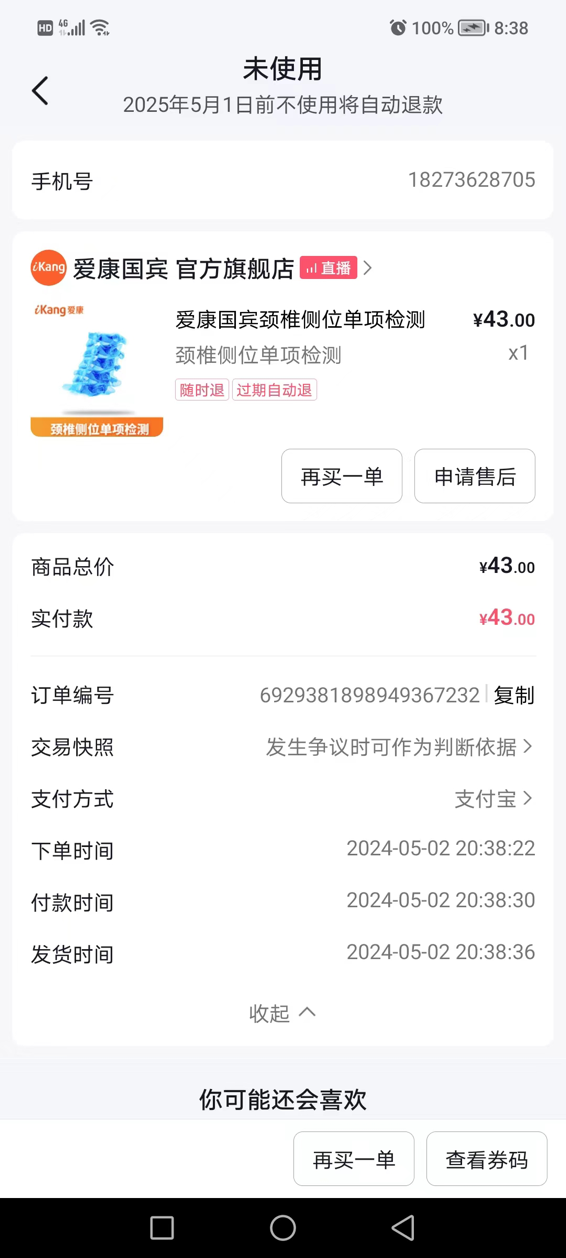 HD 4G 100% 8:38
未使用
2025年5月1日前不使用将自动退款
手机号 18273628705
iKang 爱康国宾 官方旗舰店 直播
iKang爱康
爱康国宾颈椎侧位单项检测 ¥43.00
颈椎侧位单项检测 x1
随时退 过期自动退
颈椎侧位单项检测
再买一单 申请售后
商品总价 ¥43.00
实付款 ¥43.00
订单编号 6929381898949367232 复制
交易快照 发生争议时可作为判断依据
支付方式 支付宝
下单时间 2024-05-02 20:38:22
付款时间 2024-05-02 20:38:30
发货时间 2024-05-02 20:38:36
收起
你可能还会喜欢
再买一单 查看券码